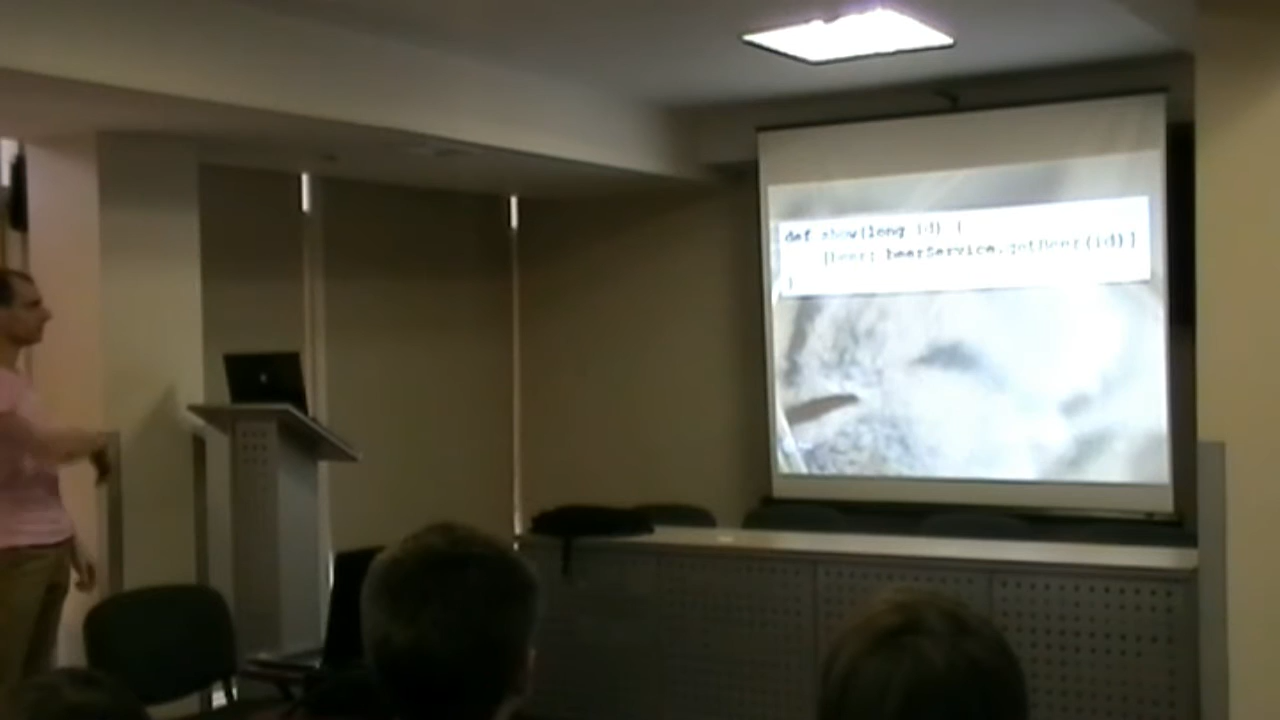 def show(long id) {
[beer: beerService.getBeer(id)]
}